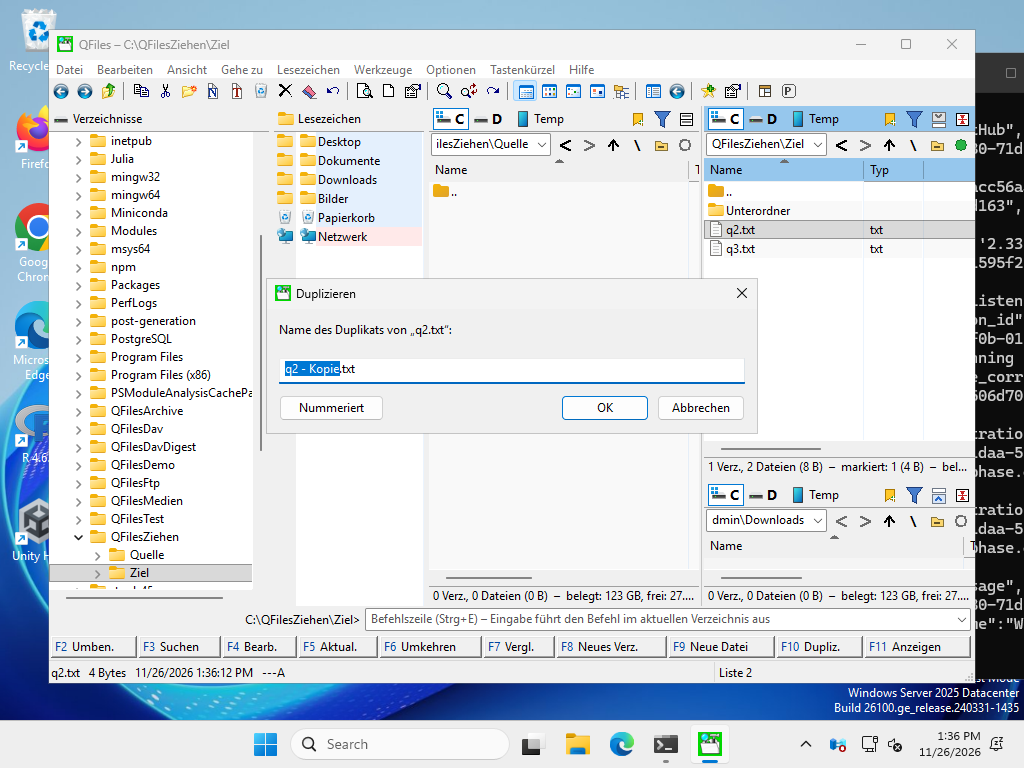 Recycle
Firefo
Goog
Chron
Micros
Edge
R 4.6.
Unity H
QFiles – C:\QFilesZiehen\Ziel
Datei Bearbeiten Ansicht Gehe zu Lesezeichen Werkzeuge Optionen Tastenkürzel Hilfe
Verzeichnisse
inetpub
Julia
mingw32
mingw64
Miniconda
Modules
msys64
npm
Packages
PerfLogs
post-generation
PostgreSQL
Program Files
Program Files (x86)
PSModuleAnalysisCachePa
QFilesArchive
QFilesDav
QFilesDavDigest
QFilesDemo
QFilesFtp
QFilesMedien
QFilesTest
QFilesZiehen
Quelle
Ziel
Lesezeichen
Desktop
Dokumente
Downloads
Bilder
Papierkorb
Netzwerk
C D Temp
ilesZiehen\Quelle
Name T
..
0 Verz., 0 Dateien (0 B) – belegt: 123 GB, frei: 27....
C D Temp
QFilesZiehen\Ziel
Name Typ
..
Unterordner
q2.txt txt
q3.txt txt
1 Verz., 2 Dateien (8 B) – markiert: 1 (4 B) – bel...
C D Temp
dmin\Downloads
Name T
0 Verz., 0 Dateien (0 B) – belegt: 123 GB, frei: 27....
Duplizieren
Name des Duplikats von „q2.txt“:
q2 - Kopie.txt
Nummeriert OK Abbrechen
C:\QFilesZiehen\Ziel> Befehlszeile (Strg+E) – Eingabe führt den Befehl im aktuellen Verzeichnis aus
F2 Umben. F3 Suchen F4 Bearb. F5 Aktual. F6 Umkehren F7 Vergl. F8 Neues Verz. F9 Neue Datei F10 Dupliz. F11 Anzeigen
q2.txt 4 Bytes 11/26/2026 1:36:12 PM ---A Liste 2
Windows Server 2025 Datacenter
Build 26100.ge_release.240331-1435
Search
1:36 PM
11/26/2026